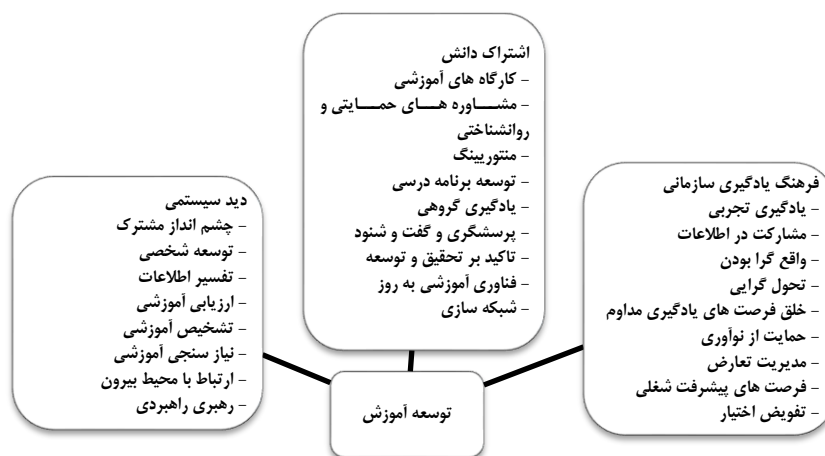 اشتراک دانش
- کارگاه های آموزشی
- مشـــاوره هـــای حمـــایتی و
روانشناختی
- منتورینگ
- توسعه برنامه درسی
- یادگیری گروهی
- پرسشگری و گفت و شنود
- تاکید بر تحقیق و توسعه
- فناوری آموزشی به روز
- شبکه سازی
فرهنگ یادگیری سازمانی
- یادگیری تجربی
- مشارکت در اطلاعات
- واقع گرا بودن
- تحول گرایی
- خلق فرصت های یادگیری مداوم
- حمایت از نوآوری
- مدیریت تعارض
- فرصت های پیشرفت شغلی
- تفویض اختیار
دید سیستمی
- چشم انداز مشترک
- توسعه شخصی
- تفسیر اطلاعات
- ارزیابی آموزشی
- تشخیص آموزشی
- نیاز سنجی آموزشی
- ارتباط با محیط بیرون
- رهبری راهبردی
توسعه آموزش